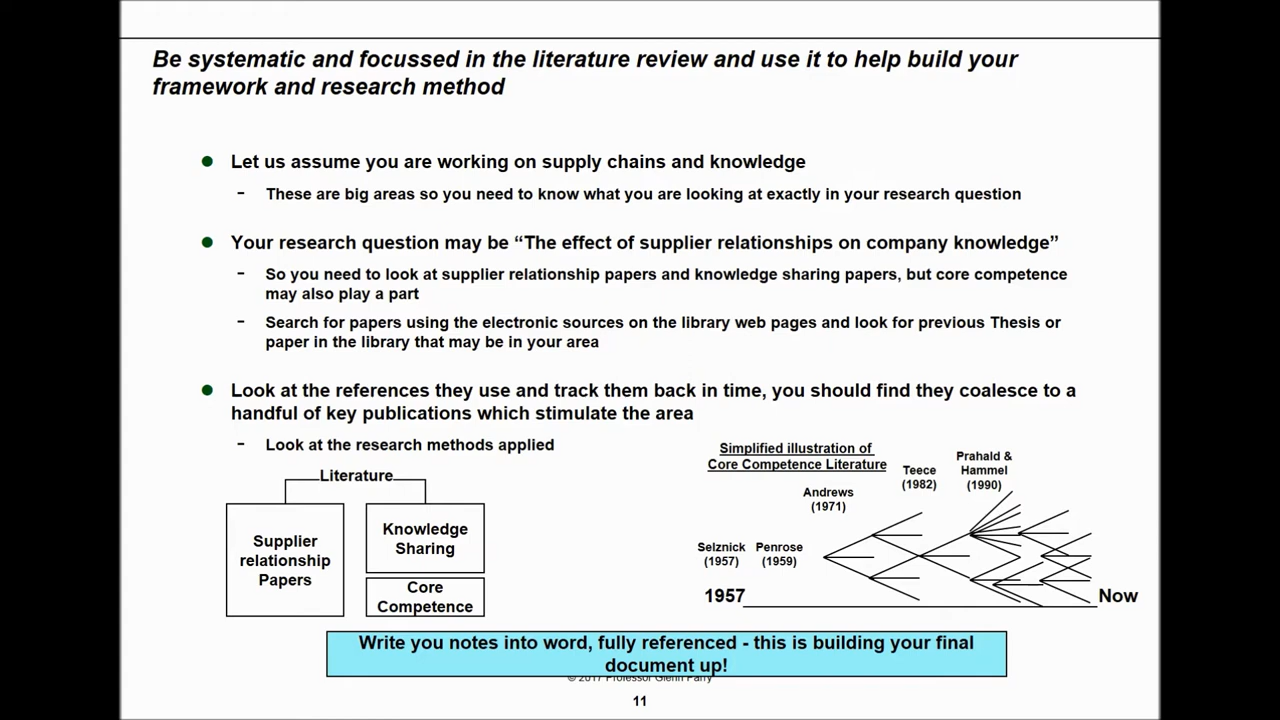 Be systematic and focussed in the literature review and use it to help build your
framework and research method
Let us assume you are working on supply chains and knowledge
- These are big areas so you need to know what you are looking at exactly in your research question
Your research question may be “The effect of supplier relationships on company knowledge”
- So you need to look at supplier relationship papers and knowledge sharing papers, but core competence
may also play a part
- Search for papers using the electronic sources on the library web pages and look for previous Thesis or
paper in the library that may be in your area
Look at the references they use and track them back in time, you should find they coalesce to a
handful of key publications which stimulate the area
- Look at the research methods applied
Literature
Supplier
relationship
Papers
Knowledge
Sharing
Core
Competence
Simplified illustration of
Core Competence Literature
Selznick
(1957)
Penrose
(1959)
Andrews
(1971)
Teece
(1982)
Prahald &
Hammel
(1990)
1957
Now
Write you notes into word, fully referenced - this is building your final
document up!
© 2017 Professor Glenn Parry
11